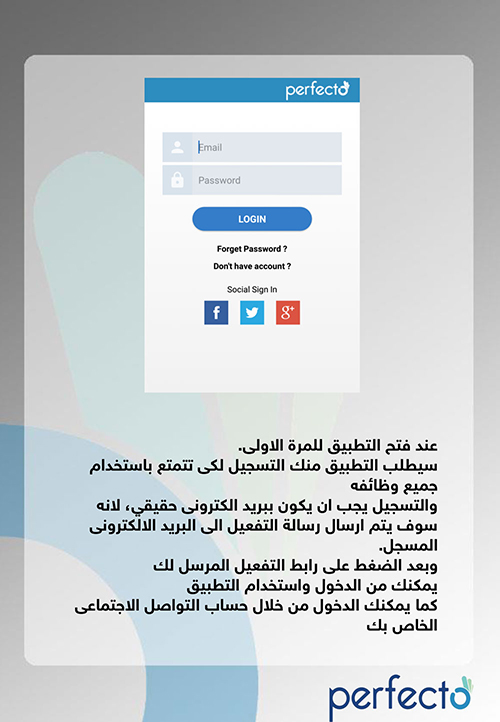 perfecto
Email
Password
LOGIN
Forget Password ?
Don't have account ?
Social Sign In
عند فتح التطبيق للمرة الاولى.
سيطلب التطبيق منك التسجيل لكى تتمتع باستخدام
جميع وظائفه
والتسجيل يجب ان يكون ببريد الكترونى حقيقي، لانه
سوف يتم ارسال رسالة التفعيل الى البريد الالكترونى
المسجل.
وبعد الضغط على رابط التفعيل المرسل لك
يمكنك من الدخول واستخدام التطبيق
كما يمكنك الدخول من خلال حساب التواصل الاجتماعى
الخاص بك
perfecto